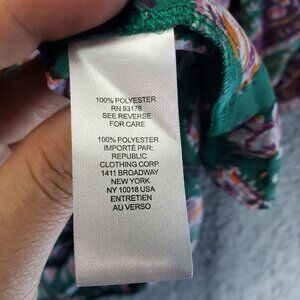 100% POLYESTER
RN 93178
SEE REVERSE
FOR CARE
100% POLYESTER
IMPORTÉ PAR:
REPUBLIC
CLOTHING CORP
1411 BROADWAY
NEW YORK
NY 10018 USA
ENTRETIEN
AU VERSO